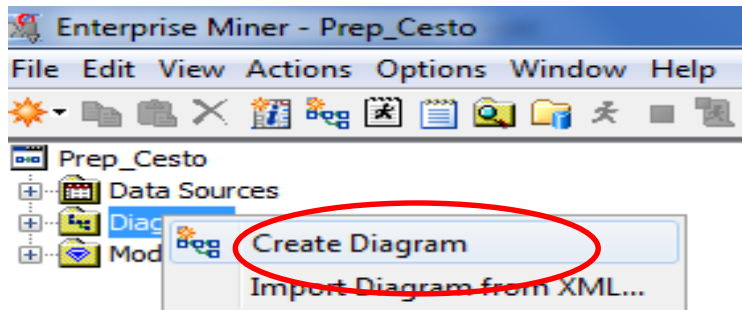 Enterprise Miner - Prep_Cesto
File Edit View Actions Options Window Help
Prep_Cesto
Data Sources
Diag
Mod
Create Diagram
Import Diagram from XML...